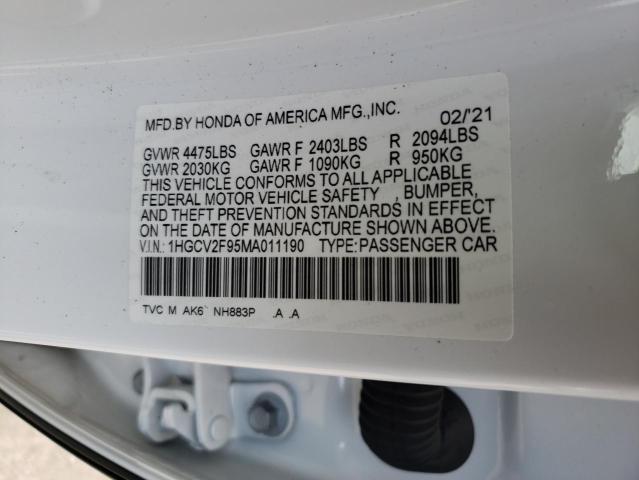 MFD.BY HONDA OF AMERICA MFG.,INC. 02/'21
GVWR 4475LBS GAWR F 2403LBS R 2094LBS
GVWR 2030KG GAWR F 1090KG R 950KG
THIS VEHICLE CONFORMS TO ALL APPLICABLE
FEDERAL MOTOR VEHICLE SAFETY , BUMPER,
AND THEFT PREVENTION STANDARDS IN EFFECT
ON THE DATE OF MANUFACTURE SHOWN ABOVE.
V.I.N.: 1HGCV2F95MA011190 TYPE:PASSENGER CAR
TVC M AK6 NH883P .A .A